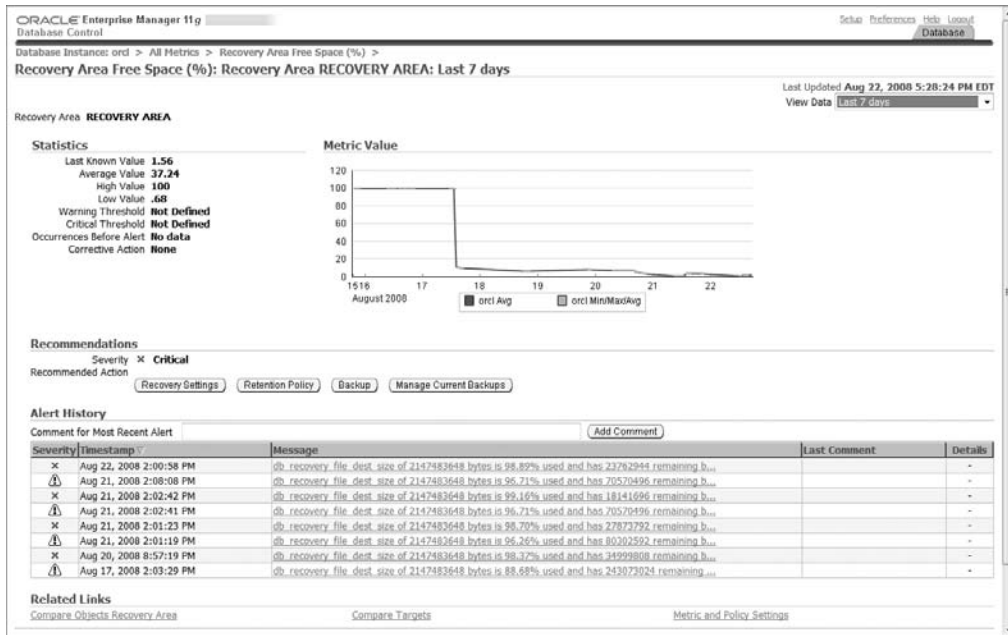 ORACLE Enterprise Manager 11g
Database Control
Setup Preferences Help Logout
Database
Database Instance: orcl > All Metrics > Recovery Area Free Space (%) >
Recovery Area Free Space (%): Recovery Area RECOVERY AREA: Last 7 days
Last Updated Aug 22, 2008 5:28:24 PM EDT
View Data Last 7 days
Recovery Area RECOVERY AREA
Statistics
Last Known Value 1.56
Average Value 37.24
High Value 100
Low Value .68
Warning Threshold Not Defined
Critical Threshold Not Defined
Occurrences Before Alert No data
Corrective Action None
Metric Value
120
100
80
60
40
20
0
1516 17 18 19 20 21 22
August 2008
orcl Avg orcl Min/Max/Avg
Recommendations
Severity × Critical
Recommended Action
Recovery Settings Retention Policy Backup Manage Current Backups
Alert History
Comment for Most Recent Alert Add Comment
Severity Timestamp Message Last Comment Details
× Aug 22, 2008 2:00:58 PM db_recovery_file_dest_size of 2147483648 bytes is 98.89% used and has 23762944 remaining b... -
Aug 21, 2008 2:08:08 PM db_recovery_file_dest_size of 2147483648 bytes is 96.71% used and has 70570496 remaining b... -
× Aug 21, 2008 2:02:42 PM db_recovery_file_dest_size of 2147483648 bytes is 99.16% used and has 18141696 remaining b... -
Aug 21, 2008 2:02:41 PM db_recovery_file_dest_size of 2147483648 bytes is 96.71% used and has 70570496 remaining b... -
× Aug 21, 2008 2:01:23 PM db_recovery_file_dest_size of 2147483648 bytes is 98.70% used and has 27873792 remaining b... -
Aug 21, 2008 2:01:19 PM db_recovery_file_dest_size of 2147483648 bytes is 96.26% used and has 80302592 remaining b... -
× Aug 20, 2008 8:57:19 PM db_recovery_file_dest_size of 2147483648 bytes is 98.37% used and has 34999808 remaining b... -
Aug 17, 2008 2:03:29 PM db_recovery_file_dest_size of 2147483648 bytes is 88.68% used and has 243073024 remaining ... -
Related Links
Compare Objects Recovery Area Compare Targets Metric and Policy Settings